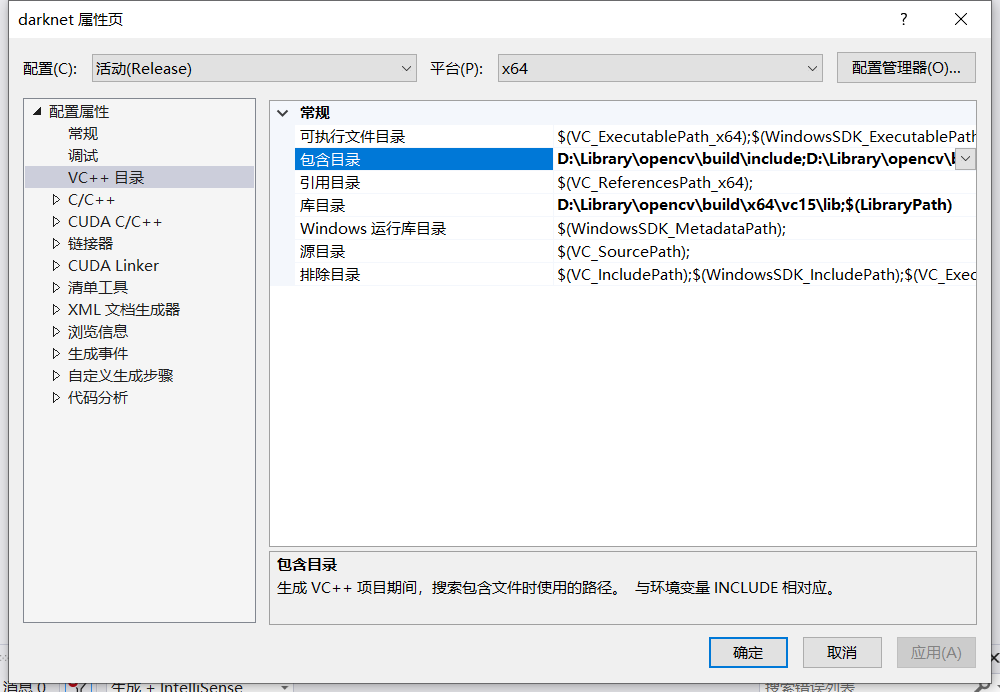 darknet 属性页
配置(C): 活动(Release) 平台(P): x64 配置管理器(O)...
配置属性
常规
调试
VC++ 目录
C/C++
CUDA C/C++
链接器
CUDA Linker
清单工具
XML 文档生成器
浏览信息
生成事件
自定义生成步骤
代码分析
常规
可执行文件目录 $(VC_ExecutablePath_x64);$(WindowsSDK_ExecutablePath
包含目录 D:\Library\opencv\build\include;D:\Library\opencv\b
引用目录 $(VC_ReferencesPath_x64);
库目录 D:\Library\opencv\build\x64\vc15\lib;$(LibraryPath)
Windows 运行库目录 $(WindowsSDK_MetadataPath);
源目录 $(VC_SourcePath);
排除目录 $(VC_IncludePath);$(WindowsSDK_IncludePath);$(VC_Exec
包含目录
生成 VC++ 项目期间，搜索包含文件时使用的路径。 与环境变量 INCLUDE 相对应。
确定 取消 应用(A)
消息 0 生成 + IntelliSense 搜索错误列表